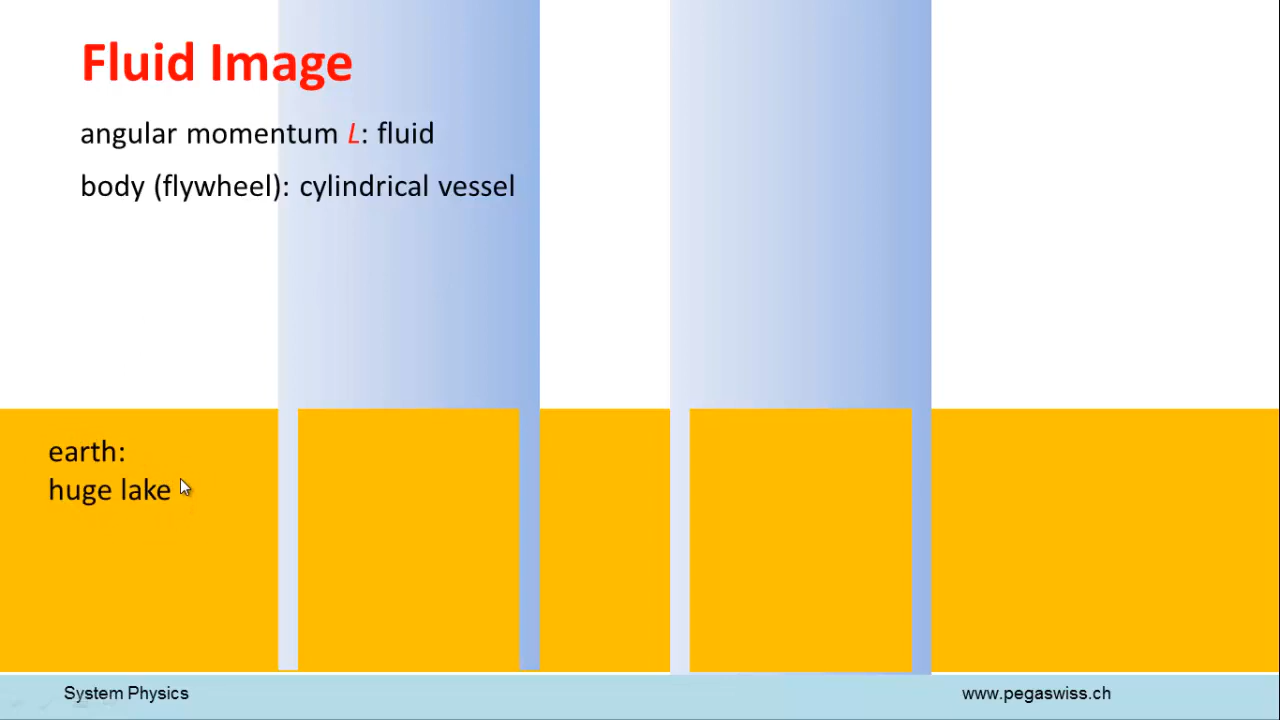 Fluid Image
angular momentum L: fluid
body (flywheel): cylindrical vessel
earth:
huge lake
System Physics
www.pegaswiss.ch